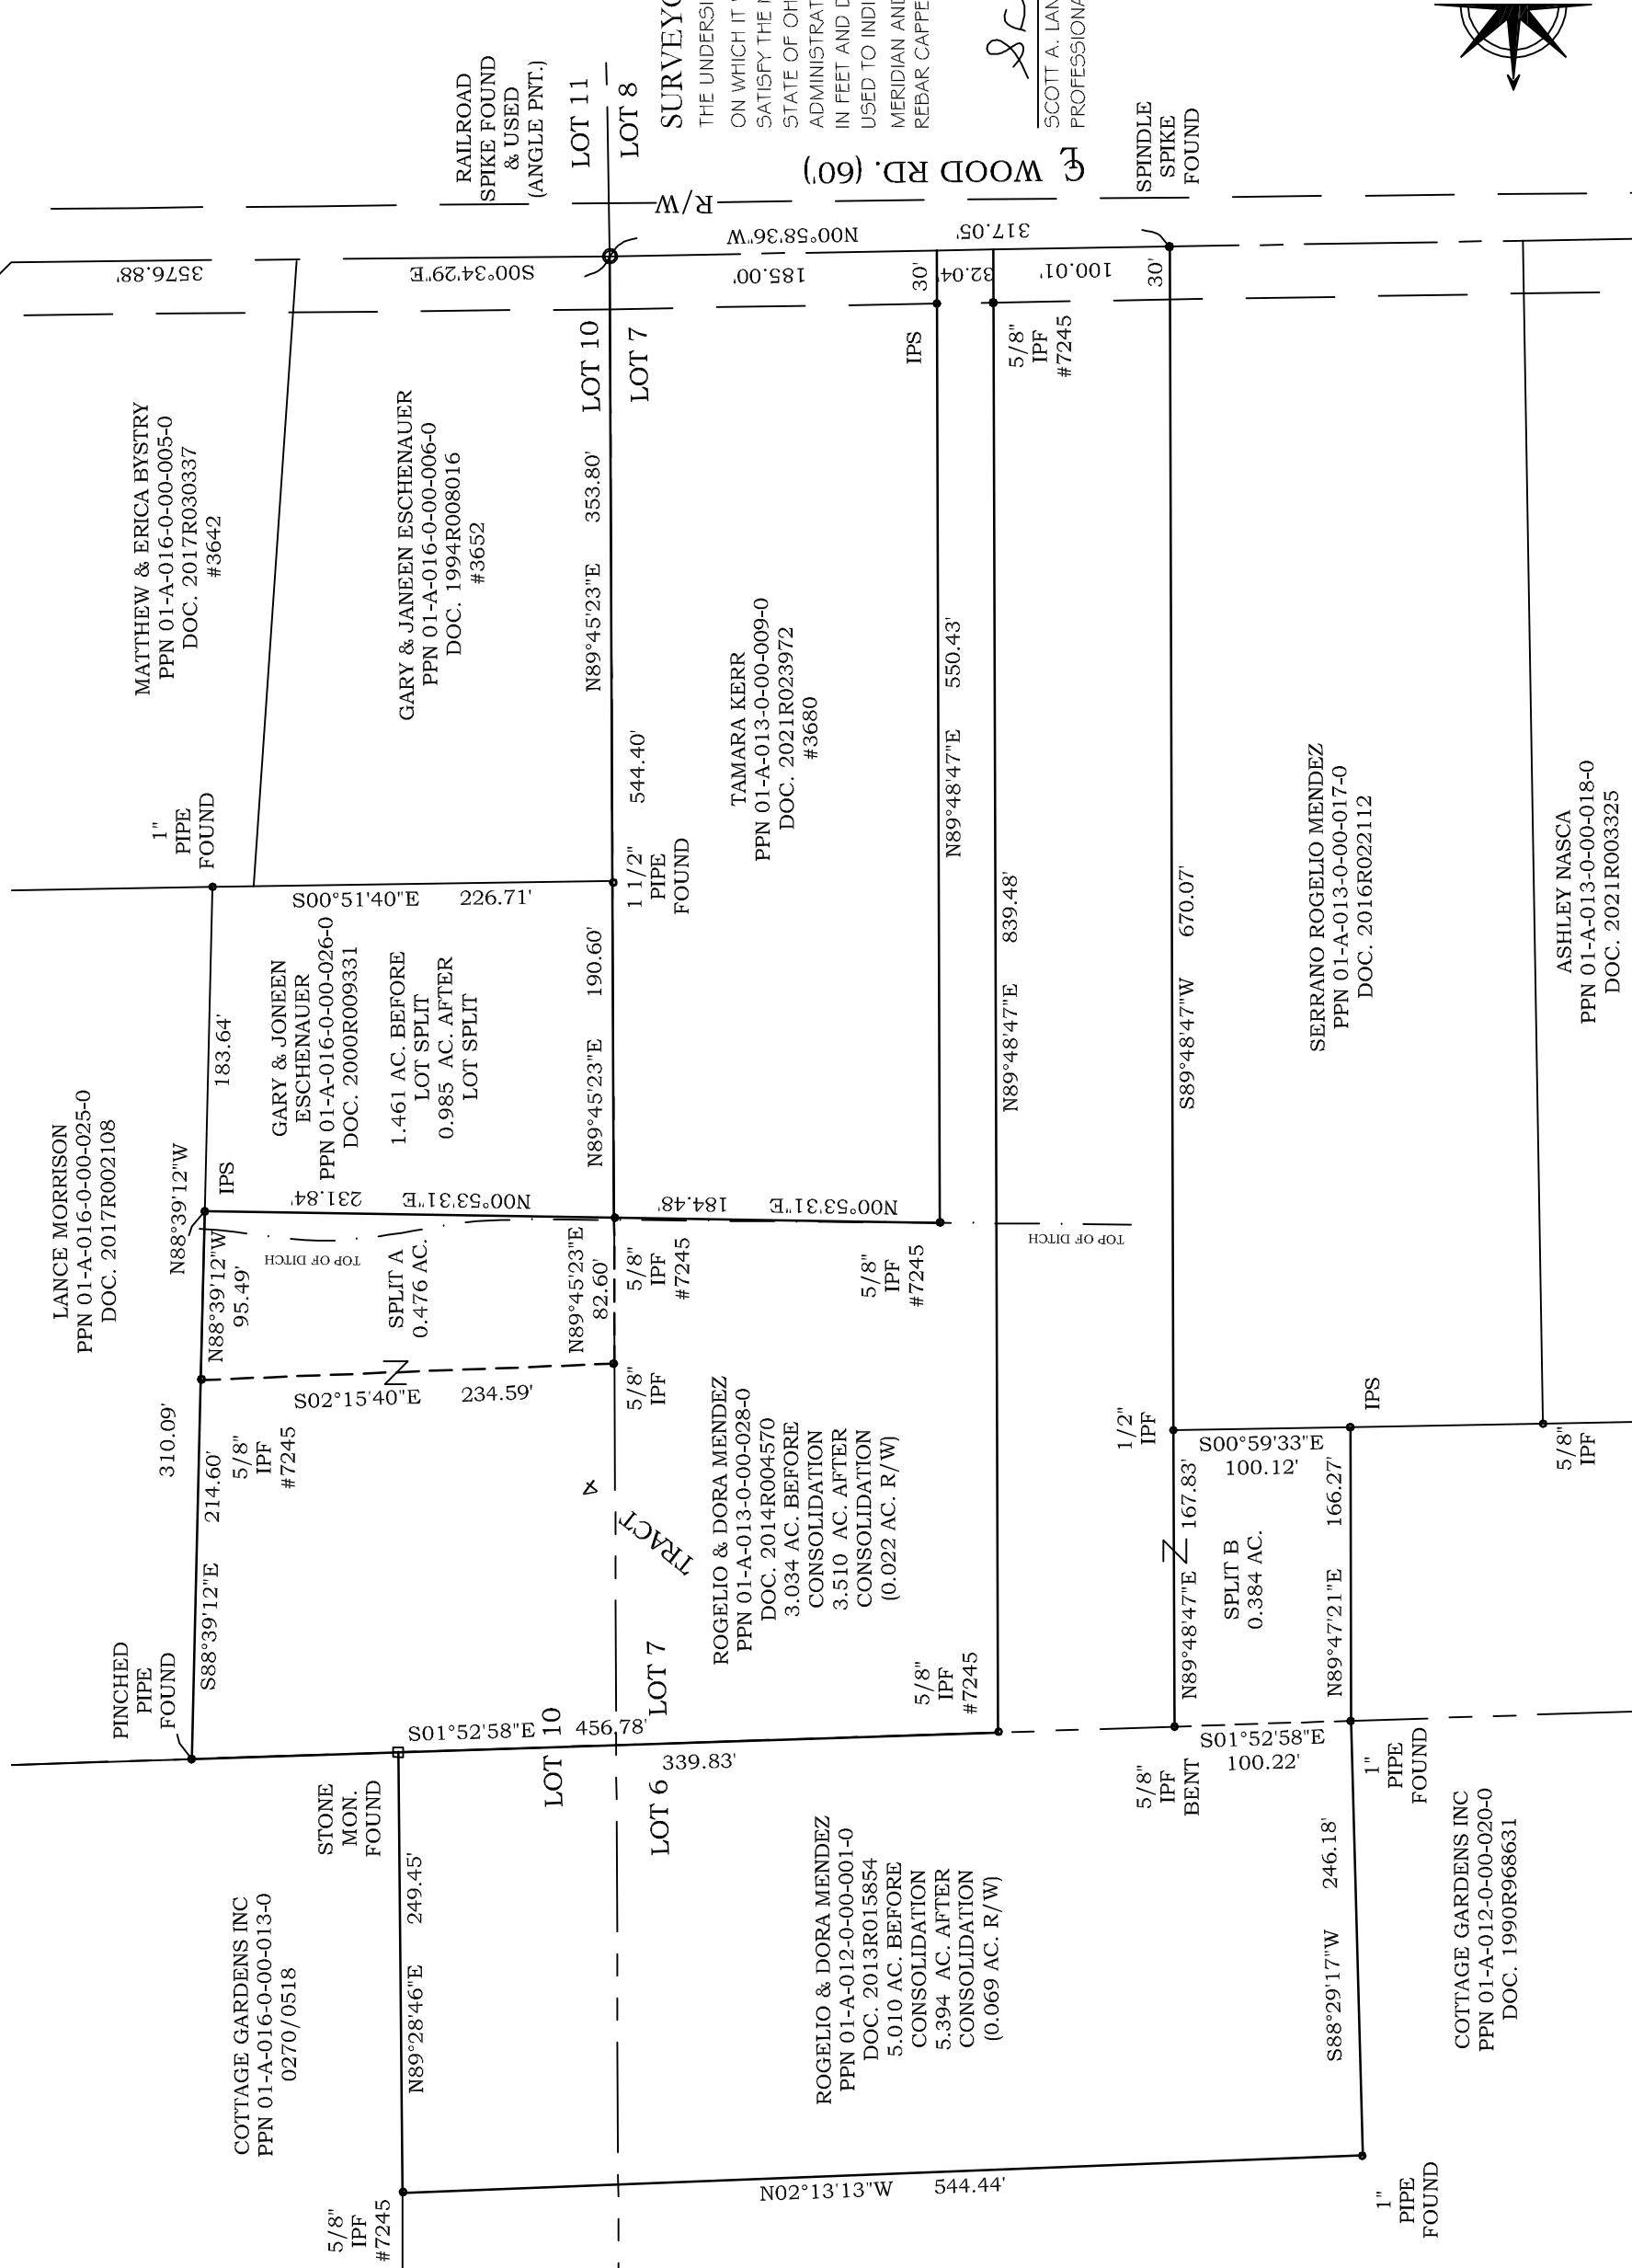 RAILROAD
SPIKE FOUND
& USED
(ANGLE PNT.)
LOT 11
LOT 8
SURVEYO
THE UNDERSI
ON WHICH IT
SATISFY THE
STATE OF OH
ADMINISTRAT
IN FEET AND D
USED TO INDI
MERIDIAN AND
REBAR CAPPE
SCOTT A. LAN
PROFESSIONA
SPINDLE
SPIKE
FOUND
℄ WOOD RD. (60')
R/W
3576.88'
S00°34'29"E
N00°58'36"W
317.05'
185.00'
30'
32.04'
100.01'
30'
LOT 10
LOT 7
IPS
5/8"
IPF
#7245
MATTHEW & ERICA BYSTRY
PPN 01-A-016-0-00-005-0
DOC. 2017R030337
#3642
GARY & JANEEN ESCHENAUER
PPN 01-A-016-0-00-006-0
DOC. 1994R008016
#3652
N89°45'23"E 353.80'
544.40'
TAMARA KERR
PPN 01-A-013-0-00-009-0
DOC. 2021R023972
#3680
N89°48'47"E 550.43'
N89°48'47"E 839.48'
S89°48'47"W 670.07'
SERRANO ROGELIO MENDEZ
PPN 01-A-013-0-00-017-0
DOC. 2016R022112
ASHLEY NASCA
PPN 01-A-013-0-00-018-0
DOC. 2021R003325
1"
PIPE
FOUND
S00°51'40"E 226.71'
1 1/2"
PIPE
FOUND
LANCE MORRISON
PPN 01-A-016-0-00-025-0
DOC. 2017R002108
N88°39'12"W
183.64'
IPS
GARY & JONEEN
ESCHENAUER
PPN 01-A-016-0-00-026-0
DOC. 2000R009331
1.461 AC. BEFORE
LOT SPLIT
0.985 AC. AFTER
LOT SPLIT
N89°45'23"E 190.60'
N00°53'31"E 231.84'
N00°53'31"E 184.48'
TOP OF DITCH
TOP OF DITCH
N88°39'12"W
95.49'
SPLIT A
0.476 AC.
N89°45'23"E
82.60'
5/8"
IPF
#7245
5/8"
IPF
#7245
S02°15'40"E 234.59'
Z
5/8"
IPF
310.09'
S88°39'12"E 214.60'
5/8"
IPF
#7245
TRACT
4
ROGELIO & DORA MENDEZ
PPN 01-A-013-0-00-028-0
DOC. 2014R004570
3.034 AC. BEFORE
CONSOLIDATION
3.510 AC. AFTER
CONSOLIDATION
(0.022 AC. R/W)
1/2"
IPF
S00°59'33"E
100.12'
IPS
5/8"
IPF
N89°48'47"E 167.83'
Z
SPLIT B
0.384 AC.
N89°47'21"E 166.27'
PINCHED
PIPE
FOUND
LOT 7
LOT 10
5/8"
IPF
#7245
S01°52'58"E 456.78'
339.83'
S01°52'58"E
100.22'
STONE
MON.
FOUND
LOT 6
5/8"
IPF
BENT
1"
PIPE
FOUND
COTTAGE GARDENS INC
PPN 01-A-016-0-00-013-0
0270/0518
N89°28'46"E 249.45'
ROGELIO & DORA MENDEZ
PPN 01-A-012-0-00-001-0
DOC. 2013R015854
5.010 AC. BEFORE
CONSOLIDATION
5.394 AC. AFTER
CONSOLIDATION
(0.069 AC. R/W)
S88°29'17"W 246.18'
COTTAGE GARDENS INC
PPN 01-A-012-0-00-020-0
DOC. 1990R968631
N02°13'13"W 544.44'
5/8"
IPF
#7245
1"
PIPE
FOUND